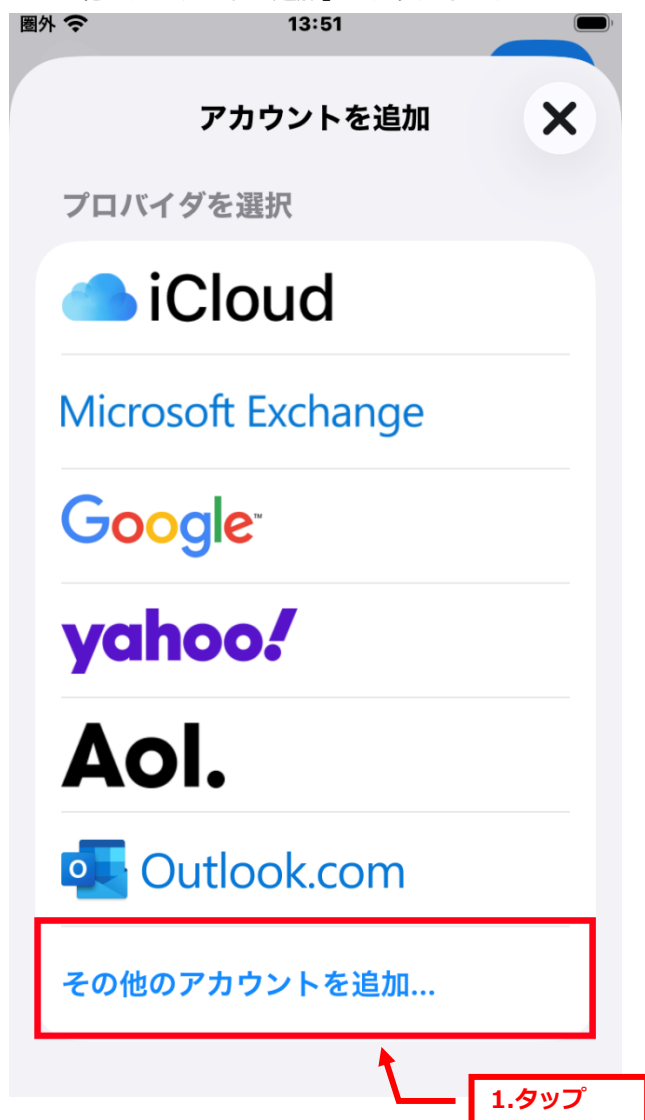 圏外 13:51
アカウントを追加
プロバイダを選択
iCloud
Microsoft Exchange
Google™
yahoo!
Aol.
Outlook.com
その他のアカウントを追加...
1.タップ